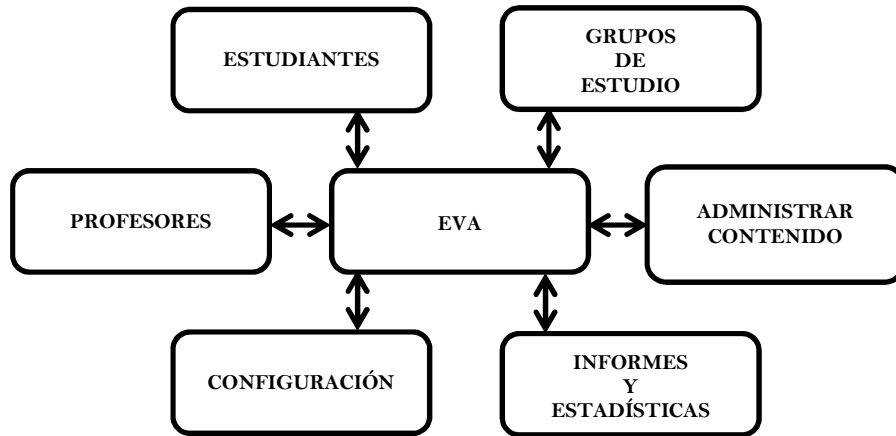 ESTUDIANTES
GRUPOS
DE
ESTUDIO
PROFESORES
EVA
ADMINISTRAR
CONTENIDO
CONFIGURACIÓN
INFORMES
Y
ESTADÍSTICAS